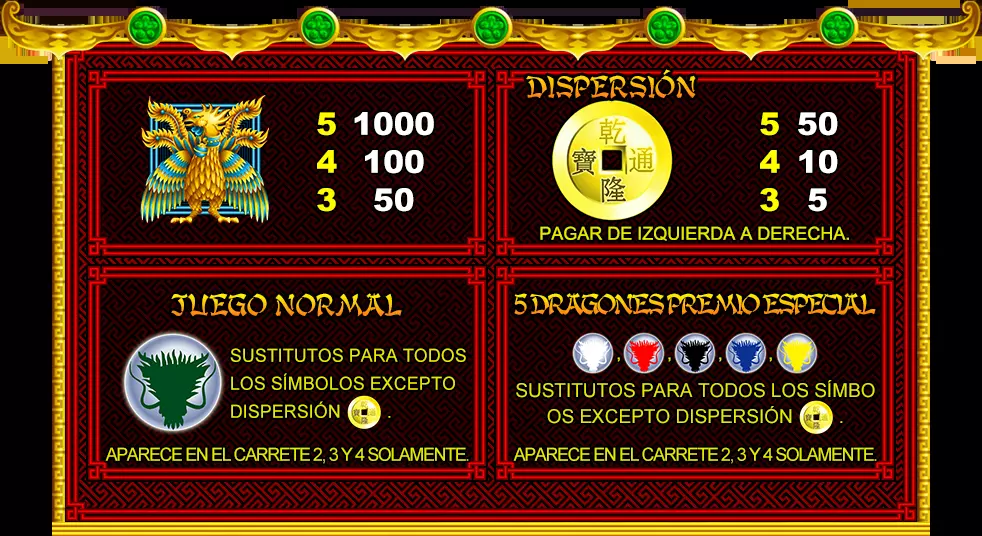 5 1000
4 100
3 50
DISPERSIÓN
乾
寶 通
隆
5 50
4 10
3 5
PAGAR DE IZQUIERDA A DERECHA.
JUEGO NORMAL
SUSTITUTOS PARA TODOS
LOS SÍMBOLOS EXCEPTO
DISPERSIÓN .
APARECE EN EL CARRETE 2, 3 Y 4 SOLAMENTE.
5 DRAGONES PREMIO ESPECIAL
, , , ,
SUSTITUTOS PARA TODOS LOS SÍMBO
OS EXCEPTO DISPERSIÓN .
APARECE EN EL CARRETE 2, 3 Y 4 SOLAMENTE.